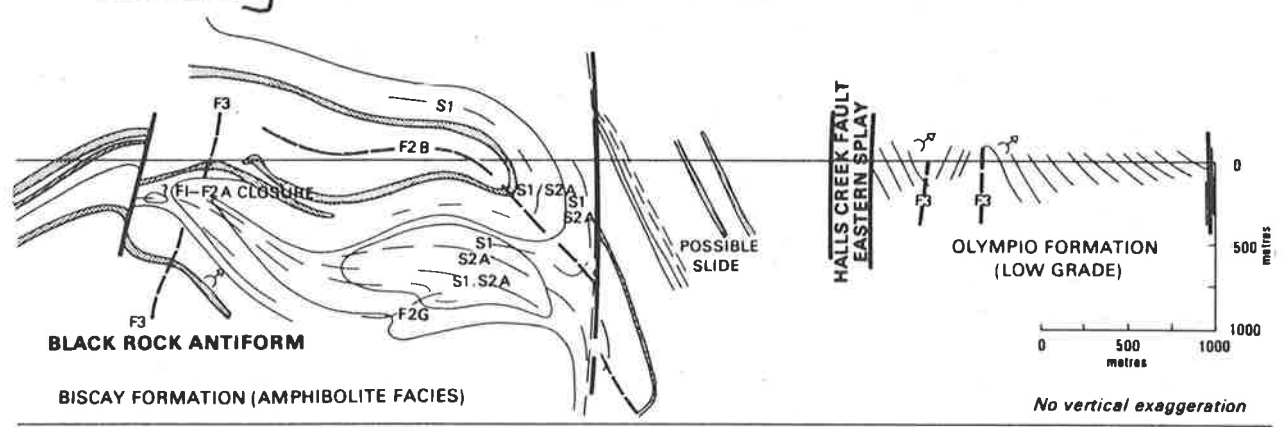 S1
F3
F2B
HALLS CREEK FAULT
EASTERN SPLAY
0
FI–F2A CLOSURE
S1/S2A
S1
S2A
F3
F3
S1
S2A
S1.S2A
POSSIBLE
SLIDE
OLYMPIO FORMATION
(LOW GRADE)
500
metres
F2G
F3
BLACK ROCK ANTIFORM
1000
0 500 1000
metres
BISCAY FORMATION (AMPHIBOLITE FACIES)
No vertical exaggeration